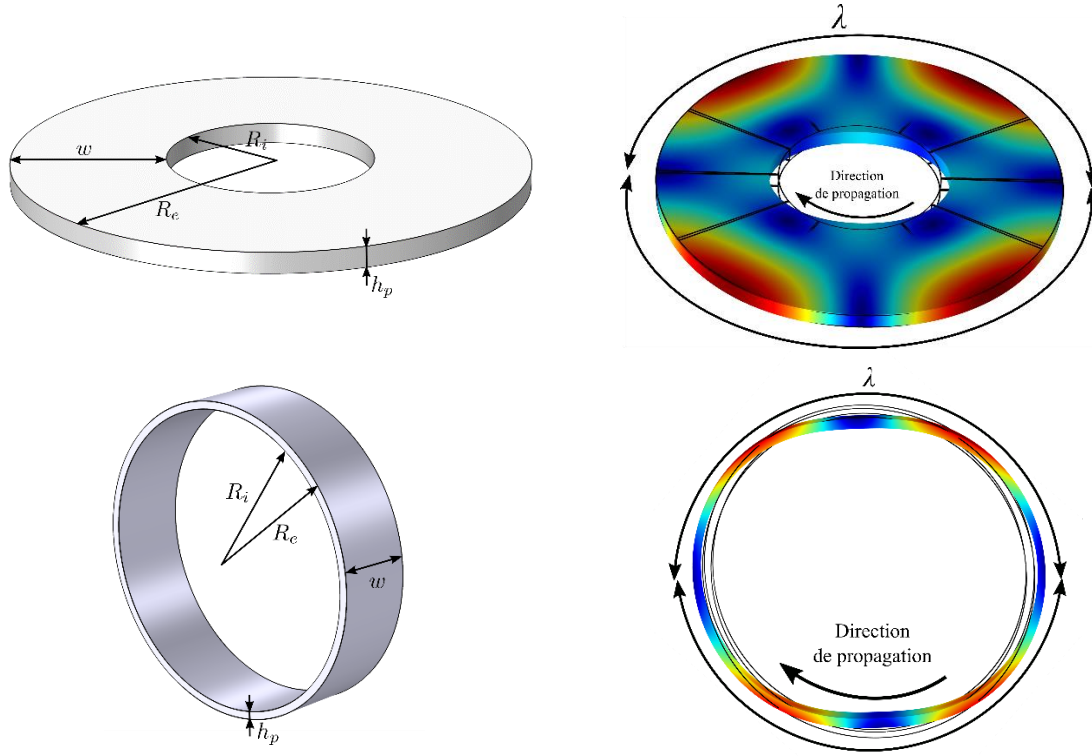 λ
w
R_i
R_e
h_p
Direction
de propagation
λ
R_i
R_e
w
h_p
Direction
de propagation